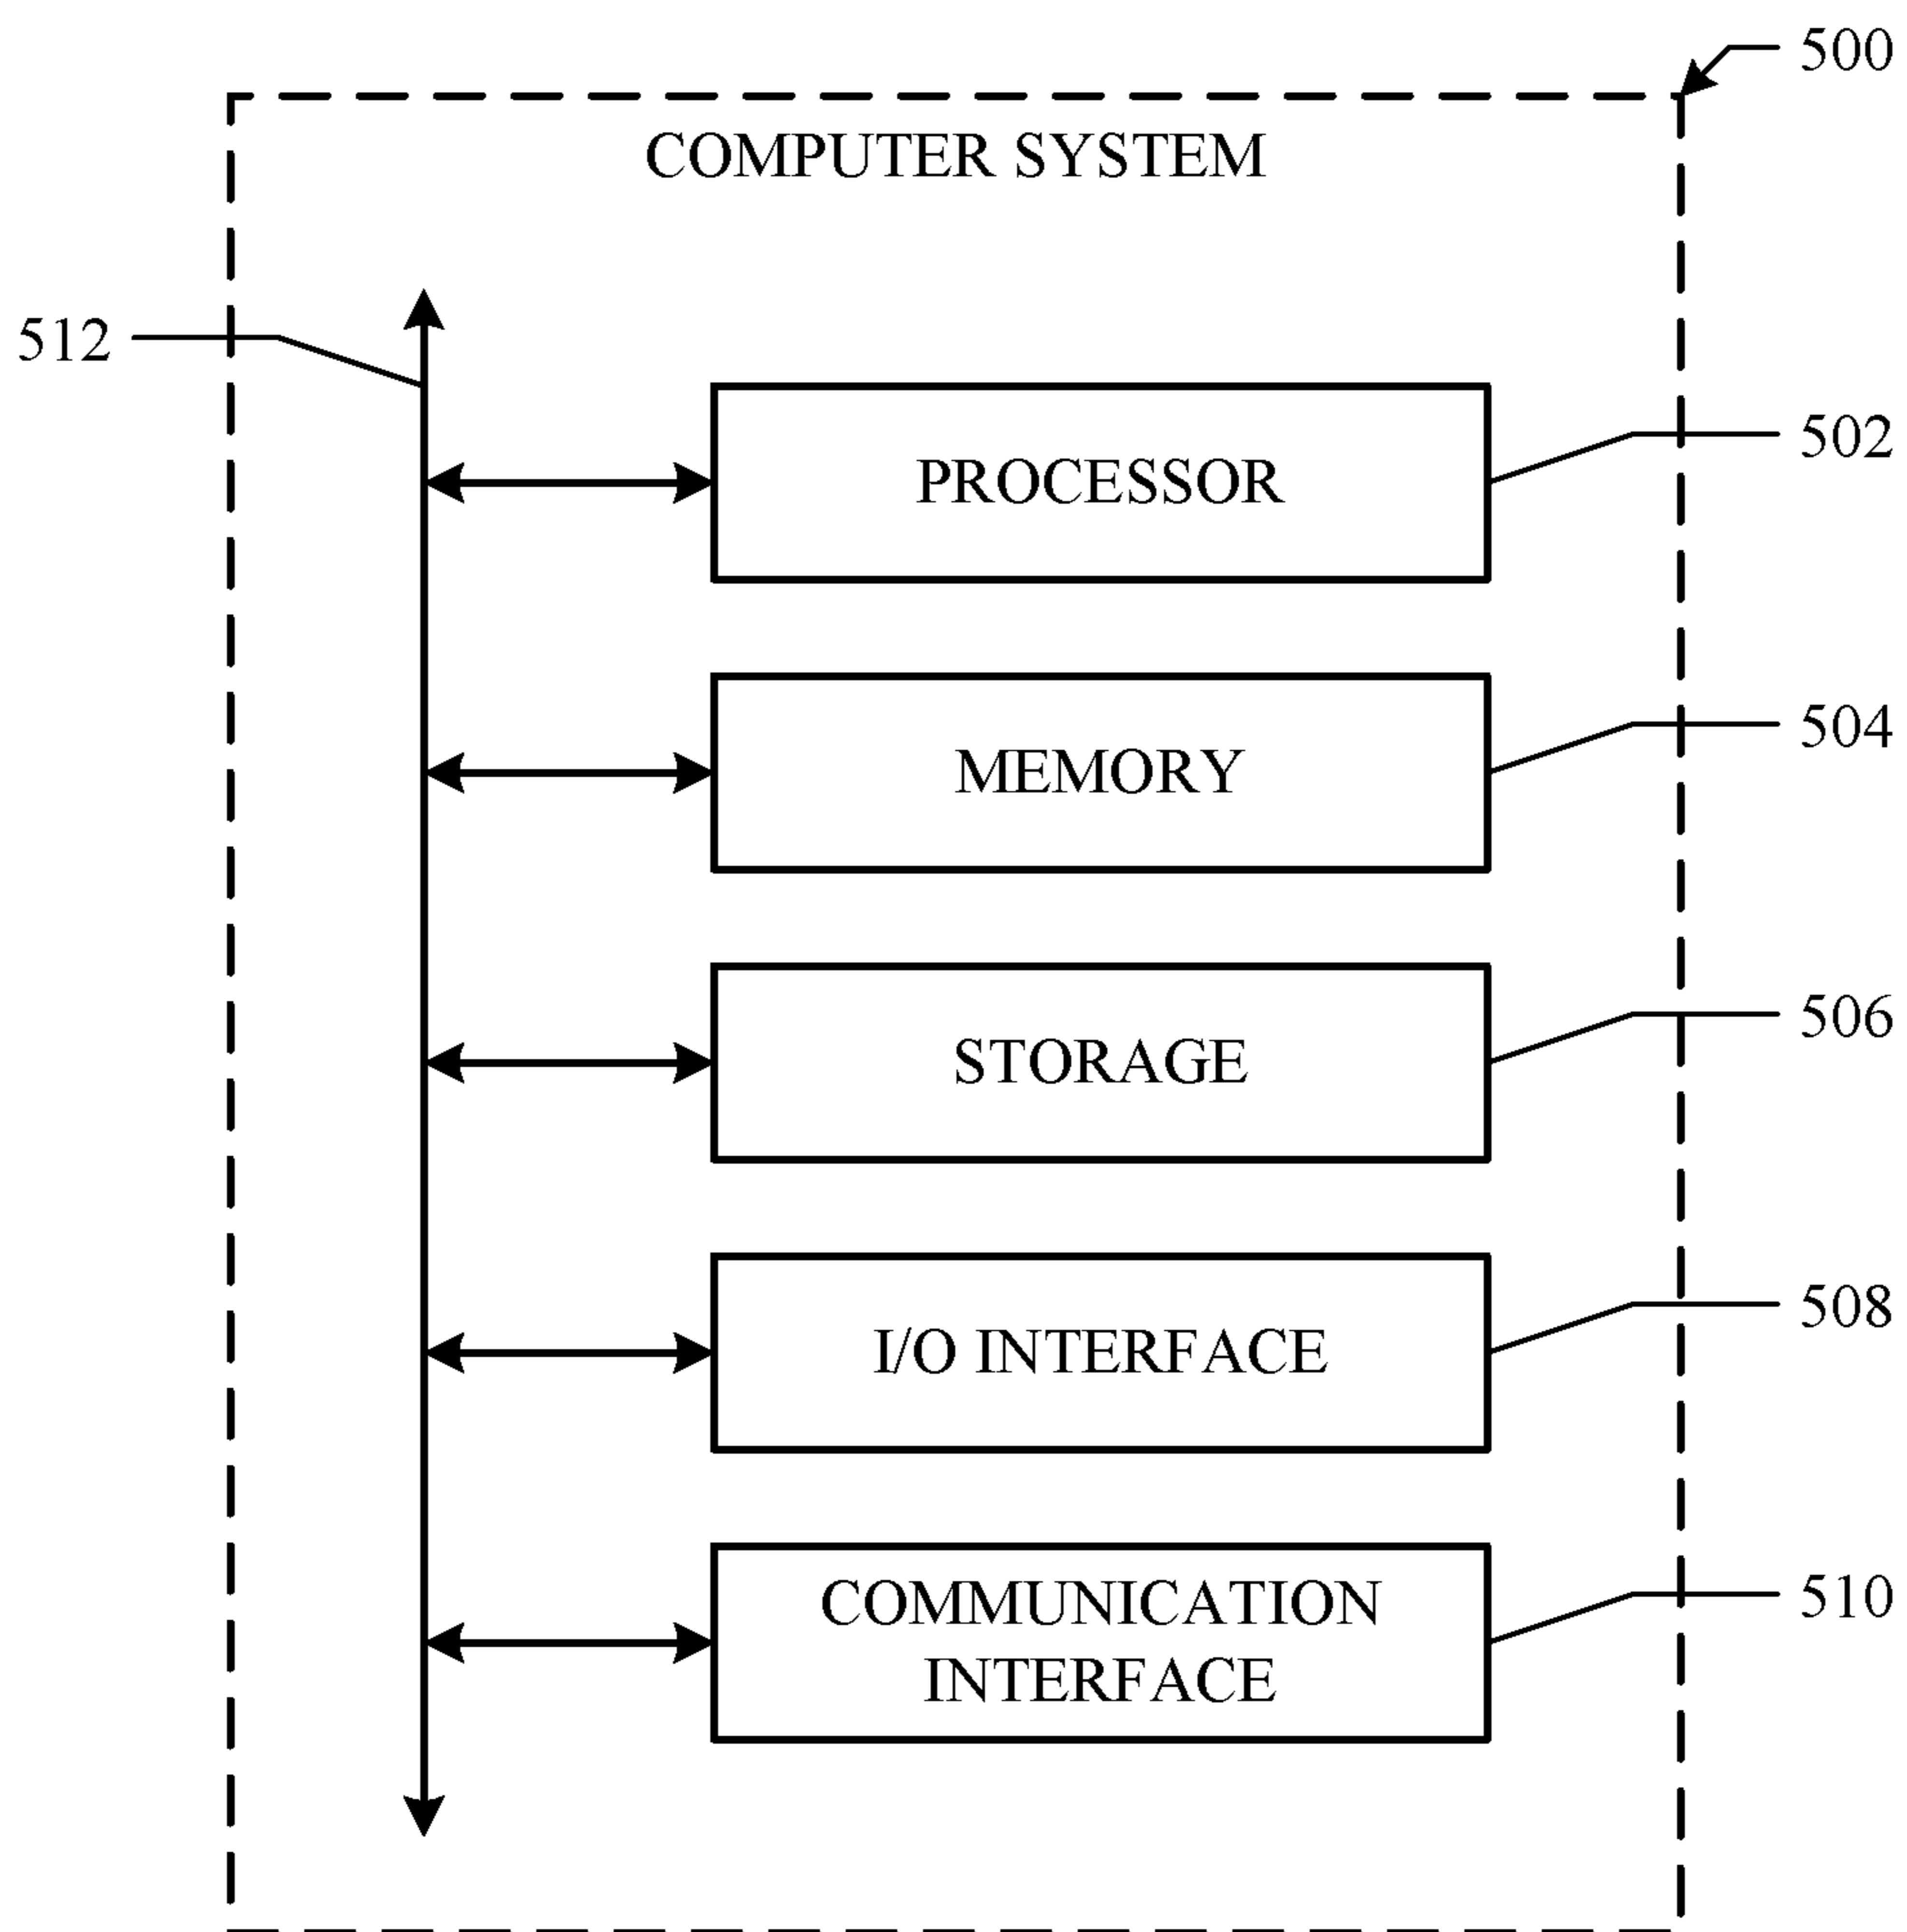 500
COMPUTER SYSTEM
512
502
PROCESSOR
504
MEMORY
506
STORAGE
508
I/O INTERFACE
510
COMMUNICATION
INTERFACE